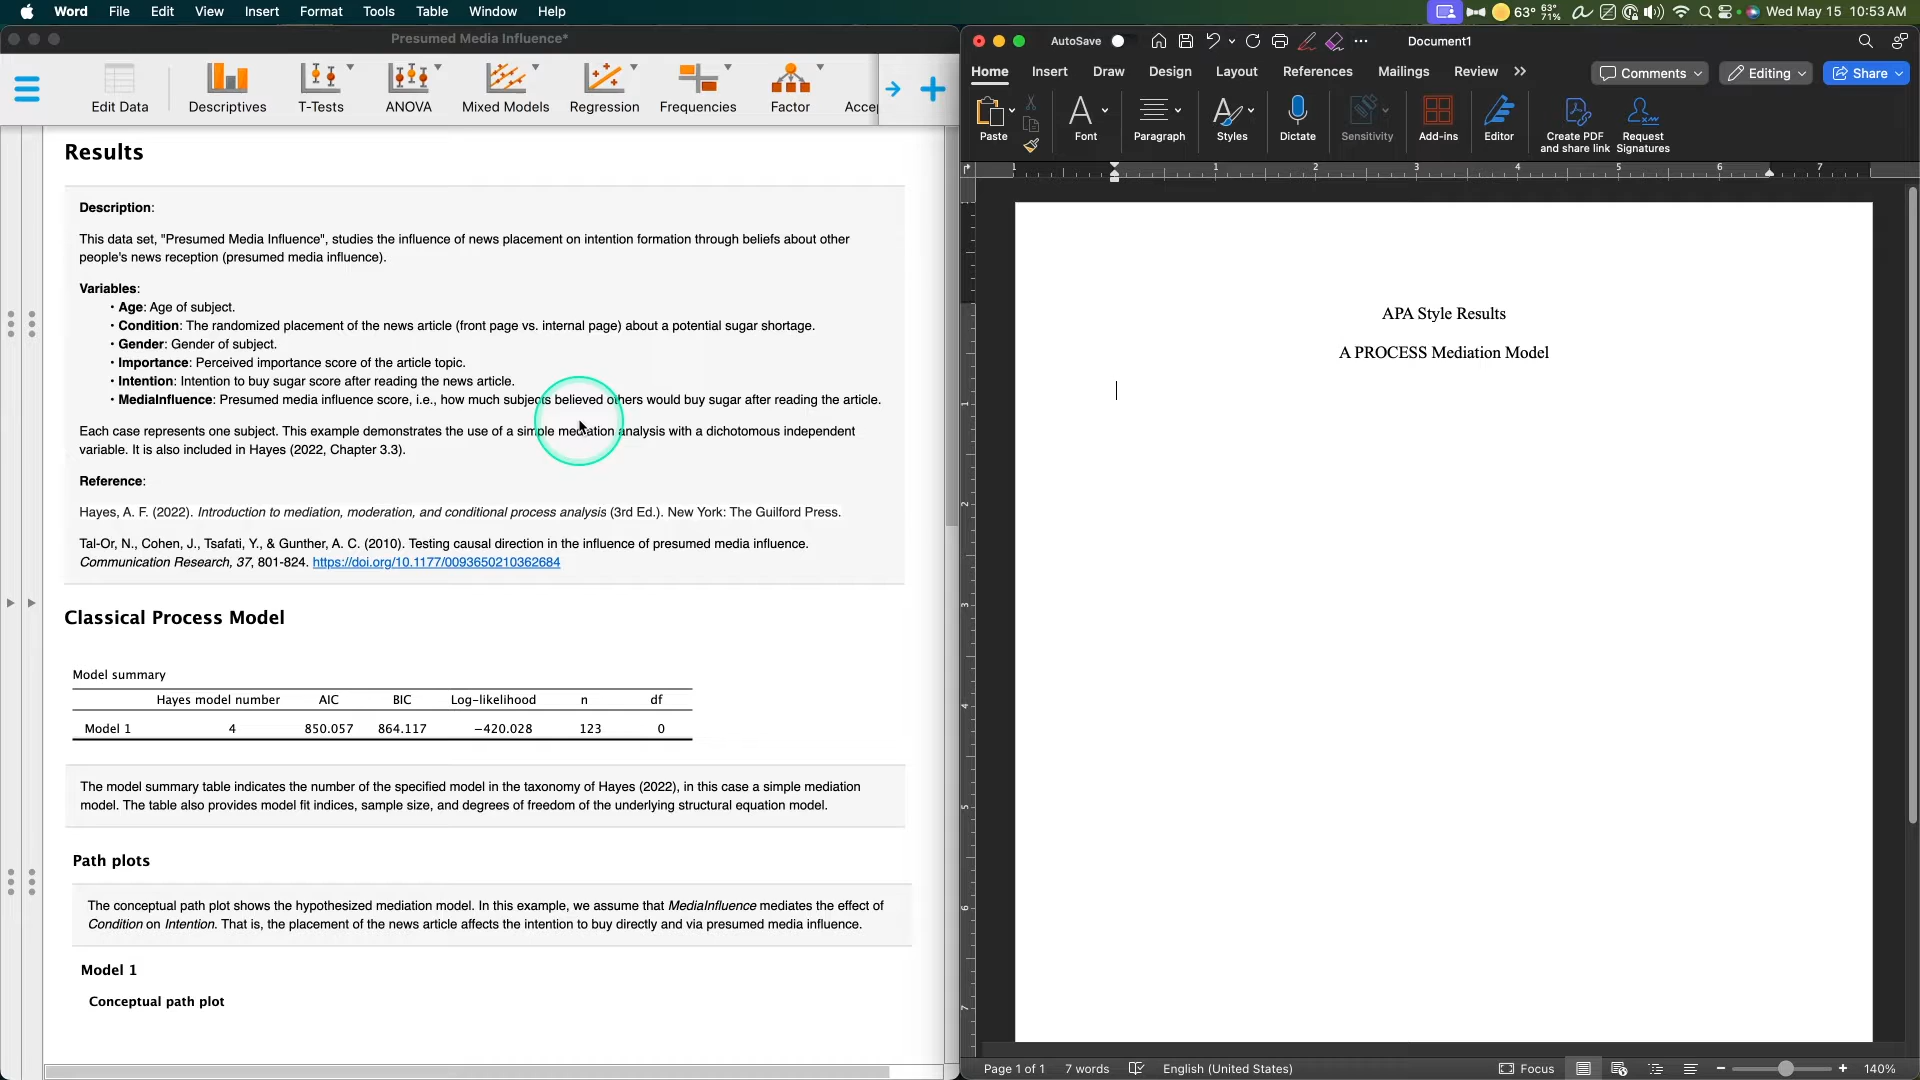 Word File Edit View Insert Format Tools Table Window Help
63° 63° 71% Wed May 15 10:53 AM
Presumed Media Influence*
Edit Data Descriptives T-Tests ANOVA Mixed Models Regression Frequencies Factor Accep
Results
Description:
This data set, "Presumed Media Influence", studies the influence of news placement on intention formation through beliefs about other
people's news reception (presumed media influence).
Variables:
• Age: Age of subject.
• Condition: The randomized placement of the news article (front page vs. internal page) about a potential sugar shortage.
• Gender: Gender of subject.
• Importance: Perceived importance score of the article topic.
• Intention: Intention to buy sugar score after reading the news article.
• MediaInfluence: Presumed media influence score, i.e., how much subjects believed others would buy sugar after reading the article.
Each case represents one subject. This example demonstrates the use of a simple mediation analysis with a dichotomous independent
variable. It is also included in Hayes (2022, Chapter 3.3).
Reference:
Hayes, A. F. (2022). Introduction to mediation, moderation, and conditional process analysis (3rd Ed.). New York: The Guilford Press.
Tal-Or, N., Cohen, J., Tsafati, Y., & Gunther, A. C. (2010). Testing causal direction in the influence of presumed media influence.
Communication Research, 37, 801-824. https://doi.org/10.1177/0093650210362684
Classical Process Model
Model summary
Hayes model number AIC BIC Log-likelihood n df
Model 1 4 850.057 864.117 −420.028 123 0
The model summary table indicates the number of the specified model in the taxonomy of Hayes (2022), in this case a simple mediation
model. The table also provides model fit indices, sample size, and degrees of freedom of the underlying structural equation model.
Path plots
The conceptual path plot shows the hypothesized mediation model. In this example, we assume that MediaInfluence mediates the effect of
Condition on Intention. That is, the placement of the news article affects the intention to buy directly and via presumed media influence.
Model 1
Conceptual path plot
AutoSave Document1
Home Insert Draw Design Layout References Mailings Review Comments Editing Share
Paste Font Paragraph Styles Dictate Sensitivity Add-ins Editor Create PDF and share link Request Signatures
1 1 2 3 4 5 6 7
1
2
3
4
5
6
7
APA Style Results
A PROCESS Mediation Model
Page 1 of 1 7 words English (United States) Focus 140%